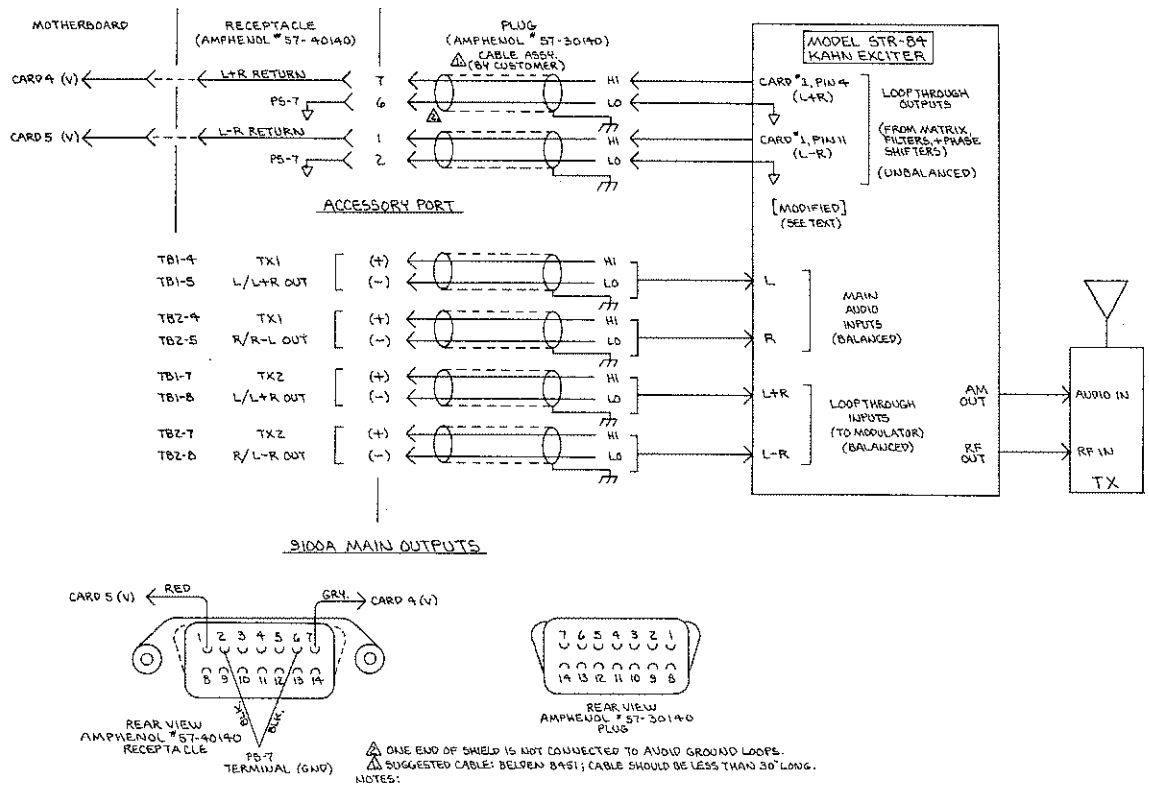 MOTHERBOARD
RECEPTACLE
(AMPHENOL #57-40140)
PLUG
(AMPHENOL #57-30140)
1 CABLE ASSY.
(BY CUSTOMER)
MODEL STR-84
KAHN EXCITER
CARD 4 (V) L+R RETURN 7 HI CARD #1, PIN 4
(L+R)
PS-7 6 LO
2
CARD 5 (V) L-R RETURN 1 HI CARD #1, PIN 11
(L-R)
PS-7 2 LO
LOOPTHROUGH
OUTPUTS
(FROM MATRIX,
FILTERS, + PHASE
SHIFTERS)
(UNBALANCED)
[MODIFIED]
(SEE TEXT)
ACCESSORY PORT
TB1-4 TX1 (+) HI
TB1-5 L/L+R OUT (-) LO L
TB2-4 TX1 (+) HI
TB2-5 R/R-L OUT (-) LO R
MAIN
AUDIO
INPUTS
(BALANCED)
TB1-7 TX2 (+) HI
TB1-8 L/L+R OUT (-) LO L+R
TB2-7 TX2 (+) HI
TB2-8 R/L-R OUT (-) LO L-R
LOOPTHROUGH
INPUTS
(TO MODULATOR)
(BALANCED)
AM
OUT
AUDIO IN
RF
OUT
RF IN
TX
9100A MAIN OUTPUTS
CARD 5 (V) RED GRY. CARD 4 (V)
1 2 3 4 5 6 7
8 9 10 11 12 13 14
BLK. BLK.
REAR VIEW
AMPHENOL #57-40140
RECEPTACLE
PS-7
TERMINAL (GND)
7 6 5 4 3 2 1
14 13 12 11 10 9 8
REAR VIEW
AMPHENOL #57-30140
PLUG
2 ONE END OF SHIELD IS NOT CONNECTED TO AVOID GROUND LOOPS.
1 SUGGESTED CABLE: BELDEN 8451; CABLE SHOULD BE LESS THAN 30" LONG.
NOTES: